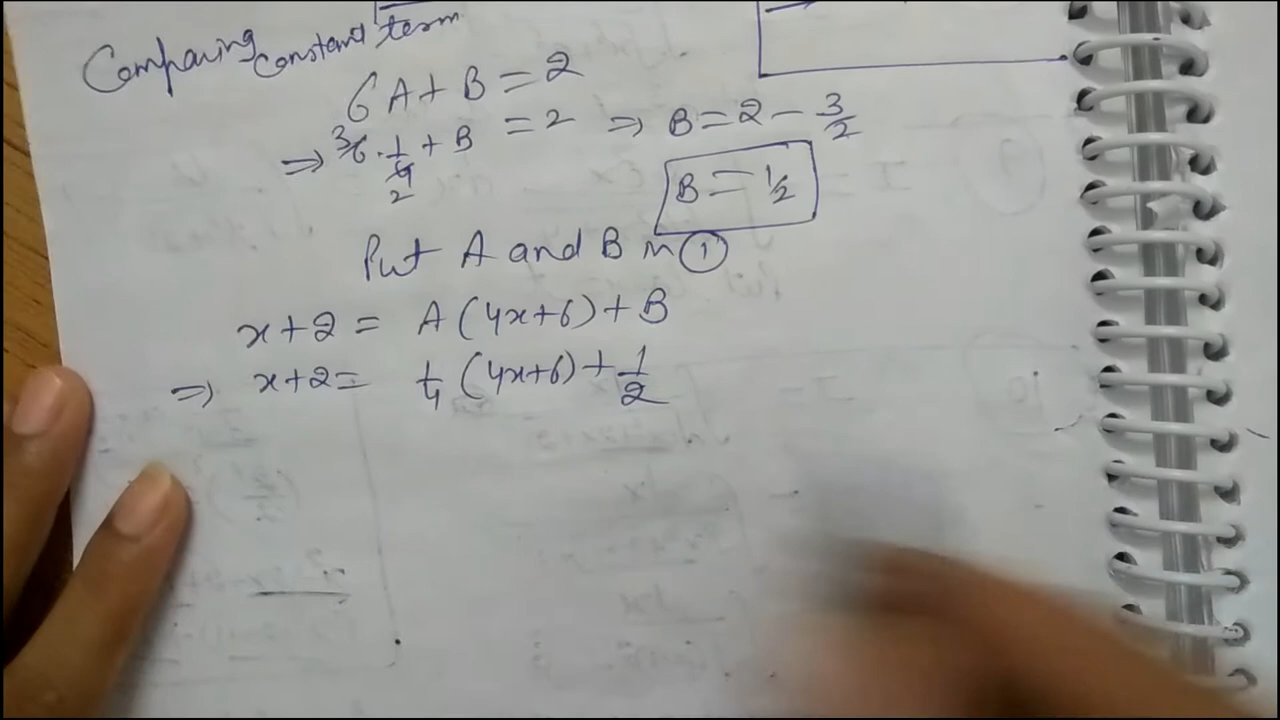 Comparing constant term
6A + B = 2
⇒ 3 6 · 1/4 2 + B = 2 ⇒ B = 2 - 3/2
B = 1/2
Put A and B in ①
x + 2 = A (4x+6) + B
⇒ x + 2 = 1/4 (4x+6) + 1/2